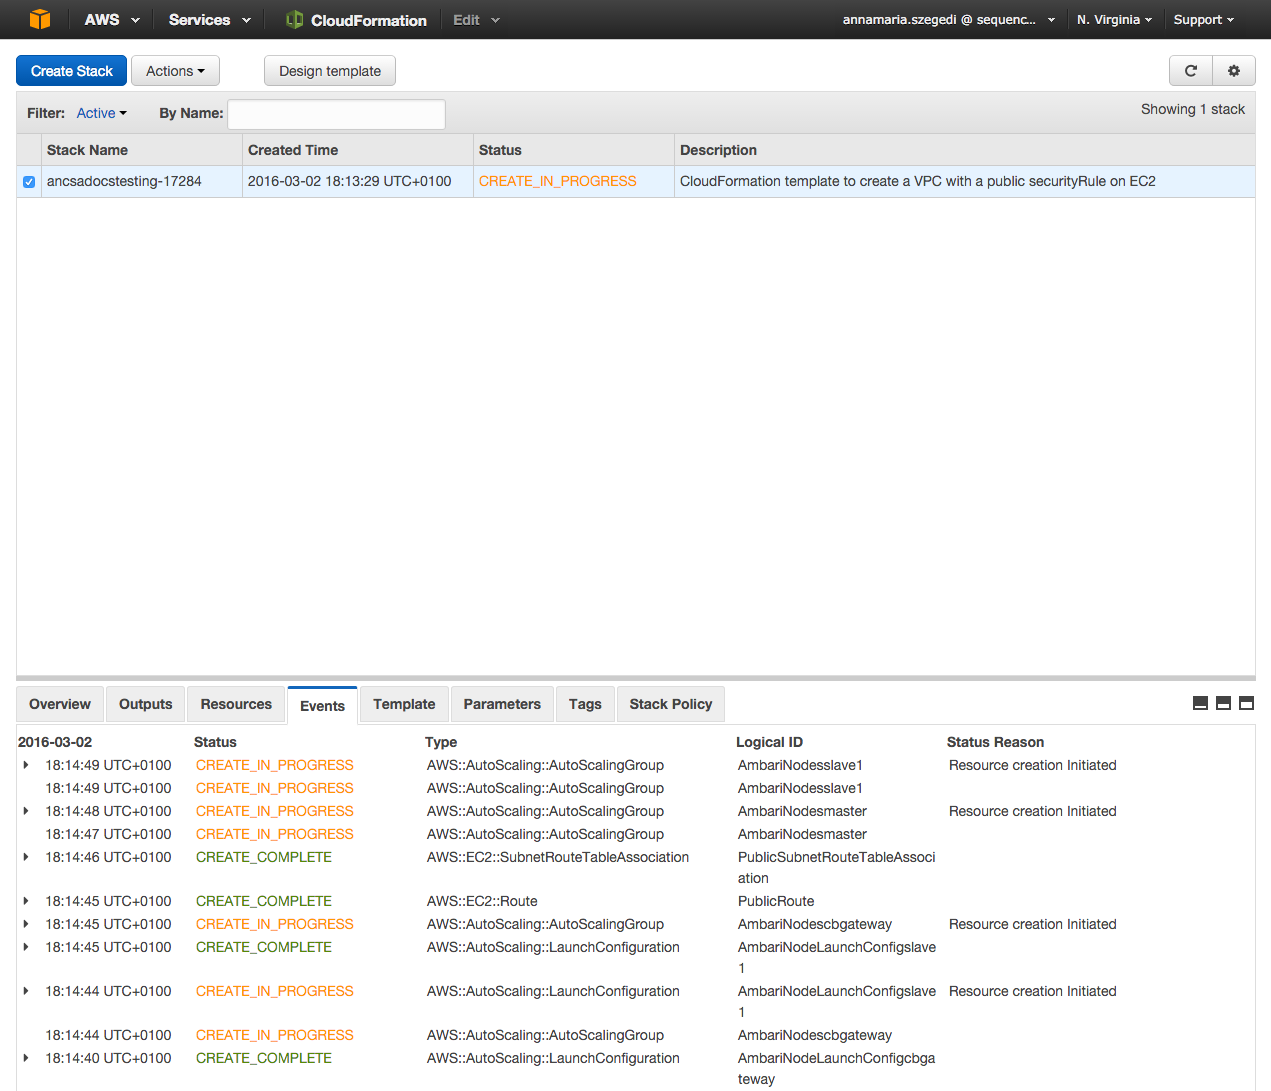 AWS Services CloudFormation Edit annamaria.szegedi @ sequenc... N. Virginia Support
Create Stack Actions Design template
Filter: Active By Name: Showing 1 stack
Stack Name Created Time Status Description
ancsadocstesting-17284 2016-03-02 18:13:29 UTC+0100 CREATE_IN_PROGRESS CloudFormation template to create a VPC with a public securityRule on EC2
Overview Outputs Resources Events Template Parameters Tags Stack Policy
2016-03-02 Status Type Logical ID Status Reason
18:14:49 UTC+0100 CREATE_IN_PROGRESS AWS::AutoScaling::AutoScalingGroup AmbariNodesslave1 Resource creation Initiated
18:14:49 UTC+0100 CREATE_IN_PROGRESS AWS::AutoScaling::AutoScalingGroup AmbariNodesslave1
18:14:48 UTC+0100 CREATE_IN_PROGRESS AWS::AutoScaling::AutoScalingGroup AmbariNodesmaster Resource creation Initiated
18:14:47 UTC+0100 CREATE_IN_PROGRESS AWS::AutoScaling::AutoScalingGroup AmbariNodesmaster
18:14:46 UTC+0100 CREATE_COMPLETE AWS::EC2::SubnetRouteTableAssociation PublicSubnetRouteTableAssoci
ation
18:14:45 UTC+0100 CREATE_COMPLETE AWS::EC2::Route PublicRoute
18:14:45 UTC+0100 CREATE_IN_PROGRESS AWS::AutoScaling::AutoScalingGroup AmbariNodescbgateway Resource creation Initiated
18:14:45 UTC+0100 CREATE_COMPLETE AWS::AutoScaling::LaunchConfiguration AmbariNodeLaunchConfigslave
1
18:14:44 UTC+0100 CREATE_IN_PROGRESS AWS::AutoScaling::LaunchConfiguration AmbariNodeLaunchConfigslave Resource creation Initiated
1
18:14:44 UTC+0100 CREATE_IN_PROGRESS AWS::AutoScaling::AutoScalingGroup AmbariNodescbgateway
18:14:40 UTC+0100 CREATE_COMPLETE AWS::AutoScaling::LaunchConfiguration AmbariNodeLaunchConfigcbga
teway